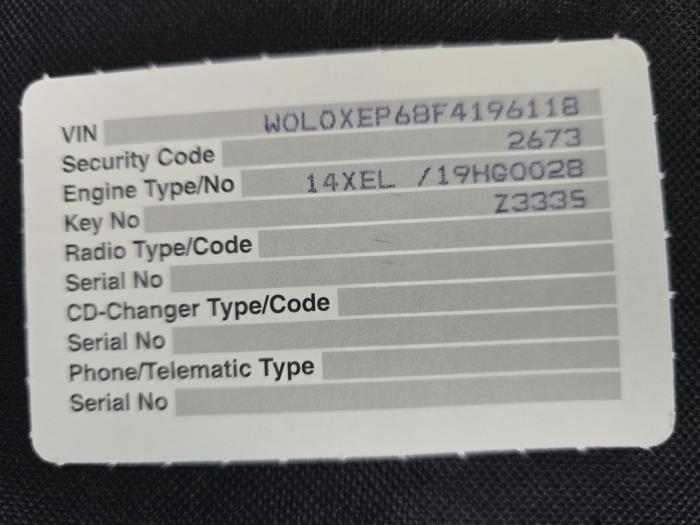 VIN WOLOXEP68F4196118
Security Code 2673
Engine Type/No 14XEL /19HG0028
Key No Z3335
Radio Type/Code
Serial No
CD-Changer Type/Code
Serial No
Phone/Telematic Type
Serial No